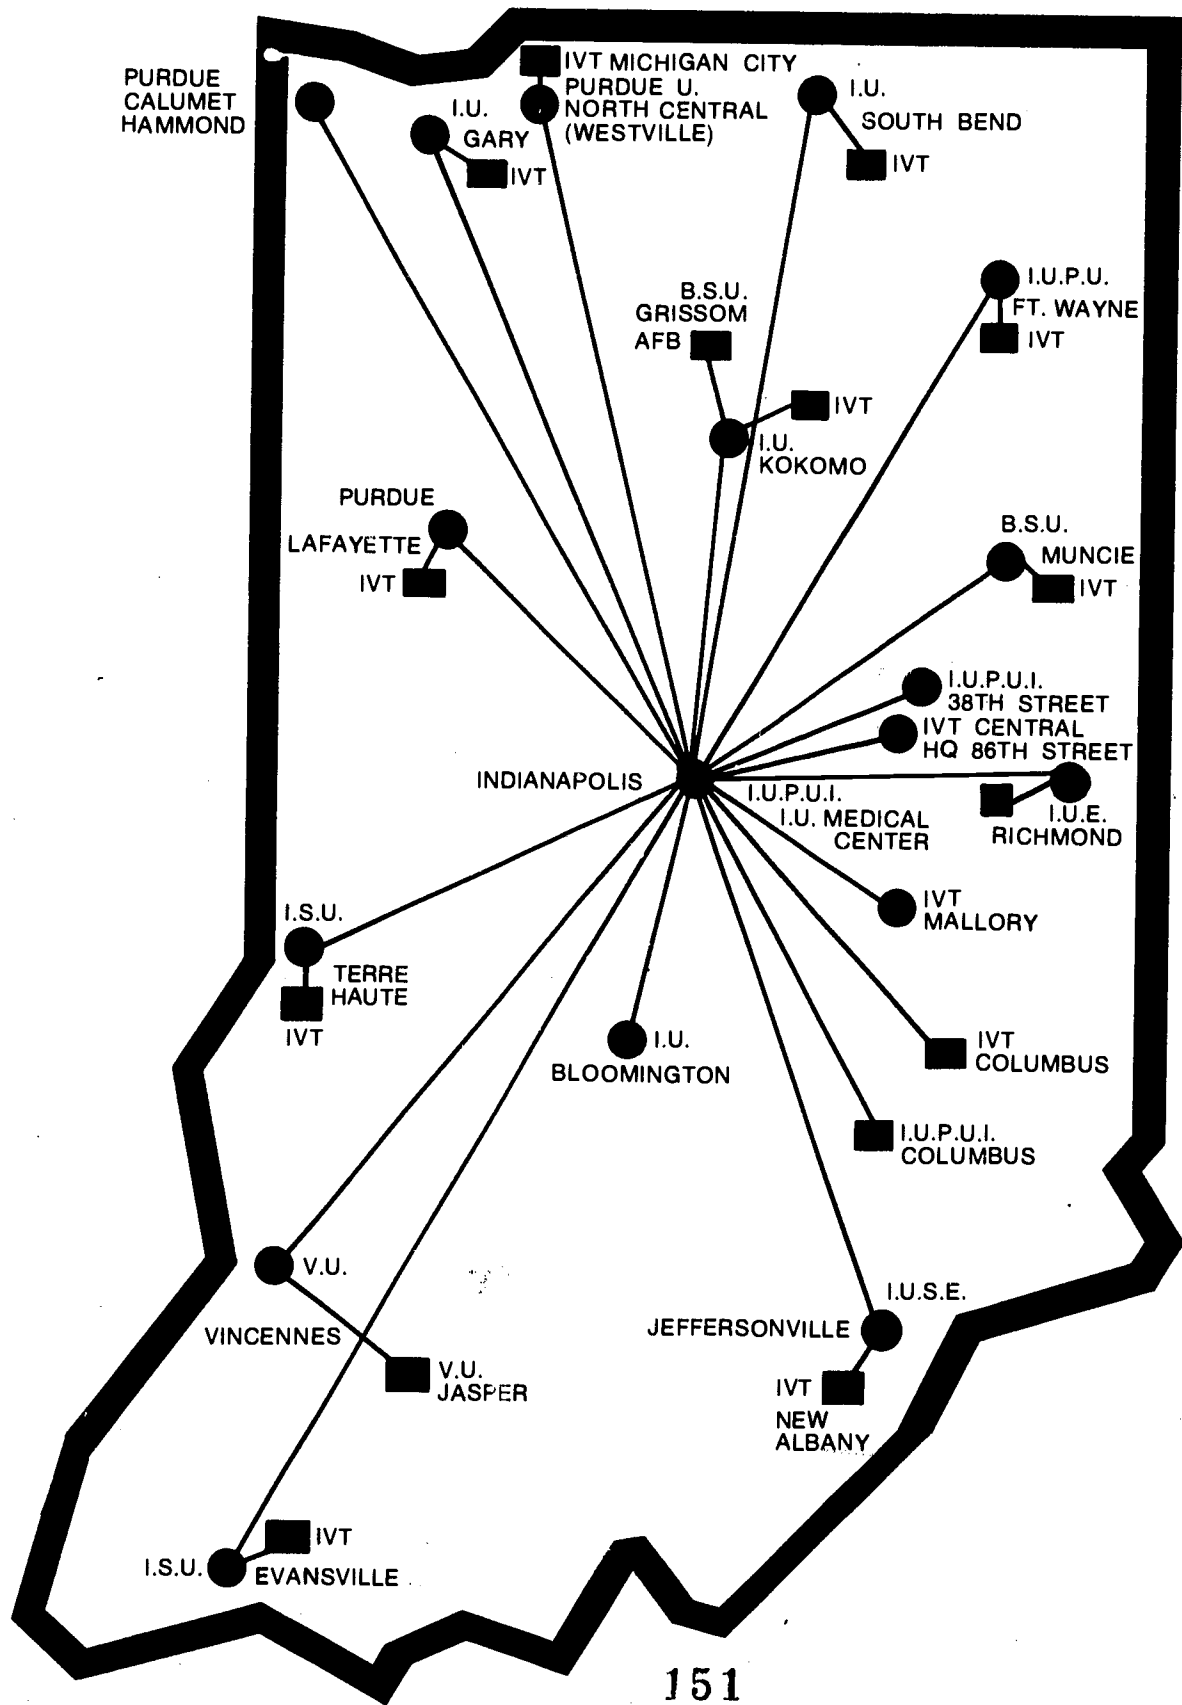 PURDUE
CALUMET
HAMMOND
I.U.
GARY
IVT
IVT MICHIGAN CITY
PURDUE U.
NORTH CENTRAL
(WESTVILLE)
I.U.
SOUTH BEND
IVT
B.S.U.
GRISSOM
AFB
I.U.P.U.
FT. WAYNE
IVT
IVT
I.U.
KOKOMO
PURDUE
LAFAYETTE
IVT
B.S.U.
MUNCIE
IVT
I.U.P.U.I.
38TH STREET
IVT CENTRAL
HQ 86TH STREET
INDIANAPOLIS
I.U.P.U.I.
I.U. MEDICAL
CENTER
I.U.E.
RICHMOND
IVT
MALLORY
I.S.U.
TERRE
HAUTE
IVT
I.U.
BLOOMINGTON
IVT
COLUMBUS
I.U.P.U.I.
COLUMBUS
V.U.
VINCENNES
V.U.
JASPER
I.U.S.E.
JEFFERSONVILLE
IVT
NEW
ALBANY
IVT
I.S.U.
EVANSVILLE
151